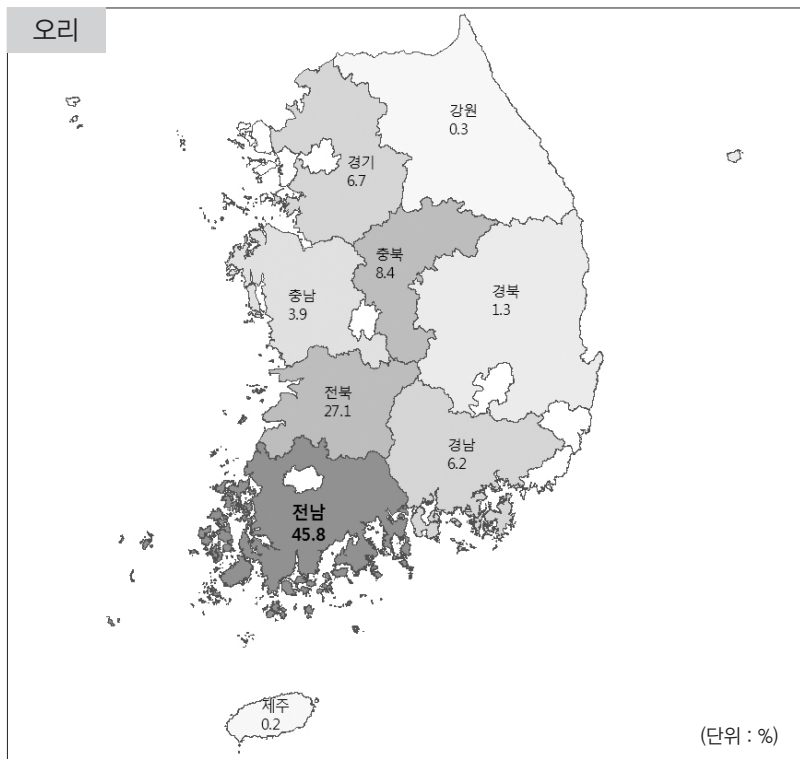 오리
강원
0.3
경기
6.7
충북
8.4
충남
3.9
경북
1.3
전북
27.1
경남
6.2
전남
45.8
제주
0.2
(단위 : %)